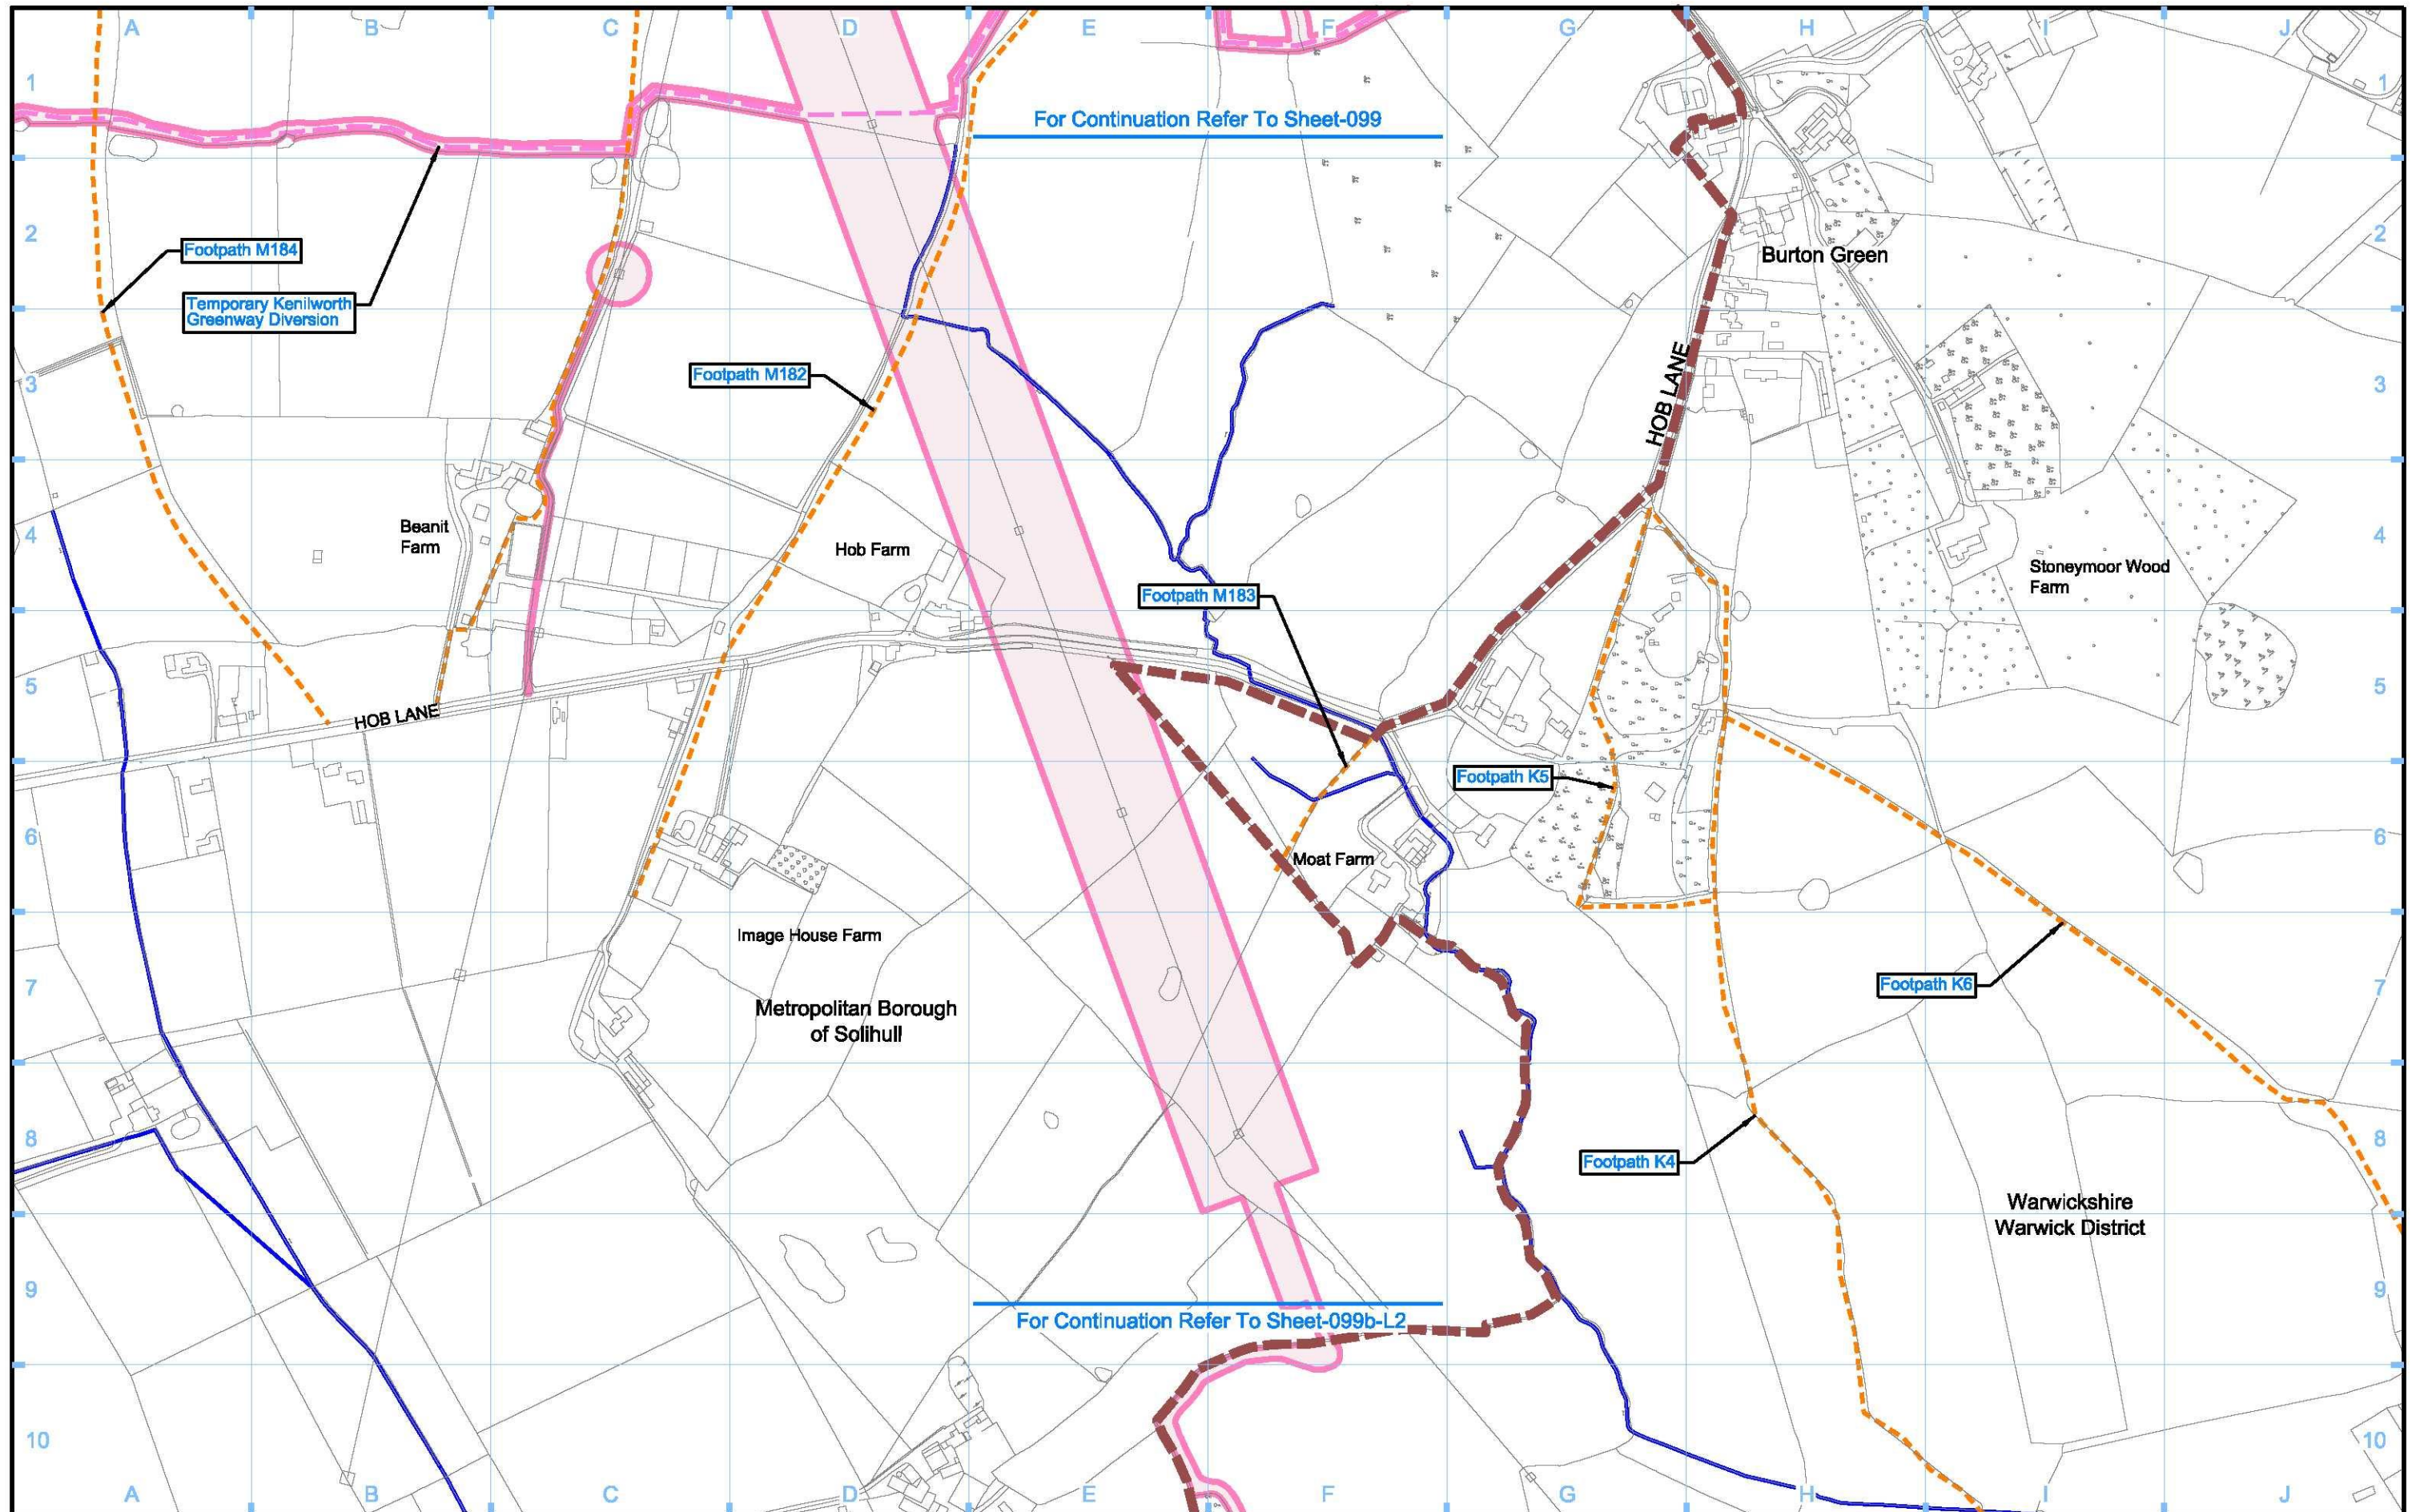 A B C D E F G H I J
1 1
For Continuation Refer To Sheet-099
2 2
Footpath M184
Burton Green
Temporary Kenilworth
Greenway Diversion
3 3
Footpath M182
HOB LANE
4 4
Beanit
Farm
Hob Farm
Stoneymoor Wood
Farm
Footpath M183
5 5
HOB LANE
Footpath K5
6 6
Moat Farm
Image House Farm
7 7
Footpath K6
Metropolitan Borough
of Solihull
8 8
Footpath K4
Warwickshire
Warwick District
9 9
For Continuation Refer To Sheet-099b-L2
10 10
A B C D E F G H I J